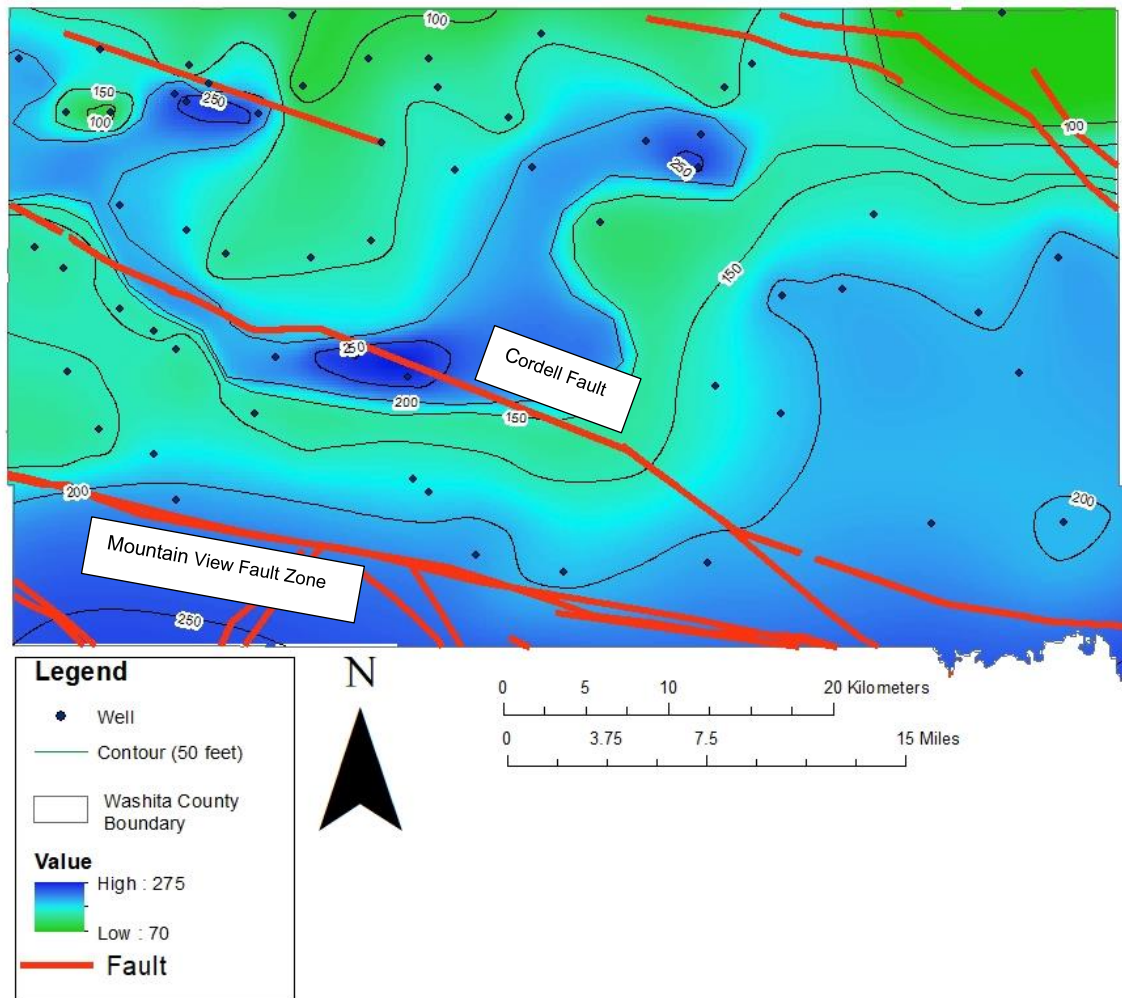 100
150
250
100
100
250
150
Cordell Fault
250
200
150
200
200
Mountain View Fault Zone
250
Legend
Well
Contour (50 feet)
Washita County
Boundary
Value
High : 275
Low : 70
Fault
N
0 5 10 20 Kilometers
0 3.75 7.5 15 Miles